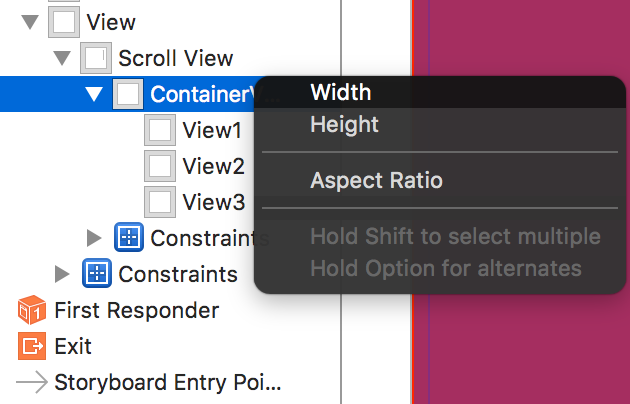 View
Scroll View
ContainerV...
View1
View2
View3
Constraints
Constraints
First Responder
Exit
Storyboard Entry Poi...
Width
Height
Aspect Ratio
Hold Shift to select multiple
Hold Option for alternates